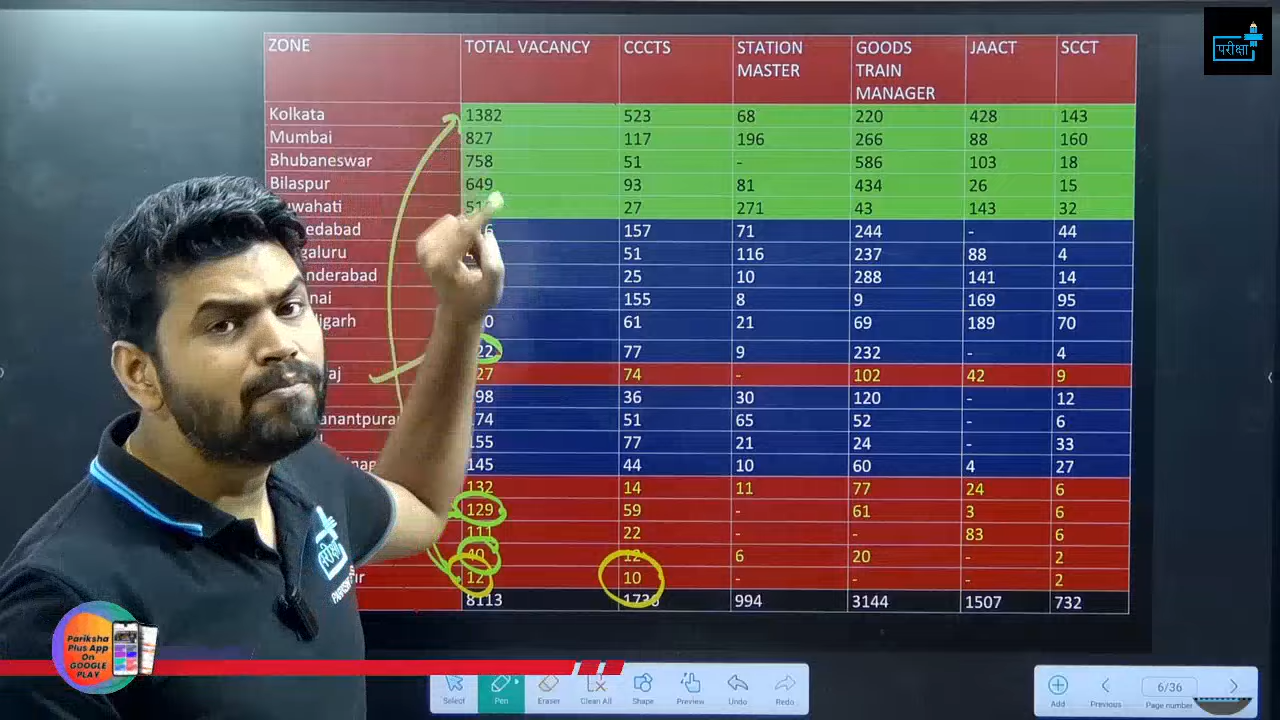 परीक्षा
ZONE TOTAL VACANCY CCCTS STATION MASTER GOODS TRAIN MANAGER JAACT SCCT
Kolkata 1382 523 68 220 428 143
Mumbai 827 117 196 266 88 160
Bhubaneswar 758 51 - 586 103 18
Bilaspur 649 93 81 434 26 15
27 271 43 143 32
157 71 244 - 44
51 116 237 88 4
25 10 288 141 14
155 8 9 169 95
61 21 69 189 70
77 9 232 - 4
74 - 102 42 9
36 30 120 - 12
51 65 52 - 6
155 77 21 24 - 33
145 44 10 60 4 27
132 14 11 77 24 6
129 59 - 61 3 6
111 22 - - 83 6
40 12 6 20 - 2
12 10 - - - 2
8113 1736 994 3144 1507 732
Pariksha
Plus App
On
GOOGLE
PLAY
Select Pen Eraser Clean All Shape Preview Undo Redo
Add Previous 6/36 Page number